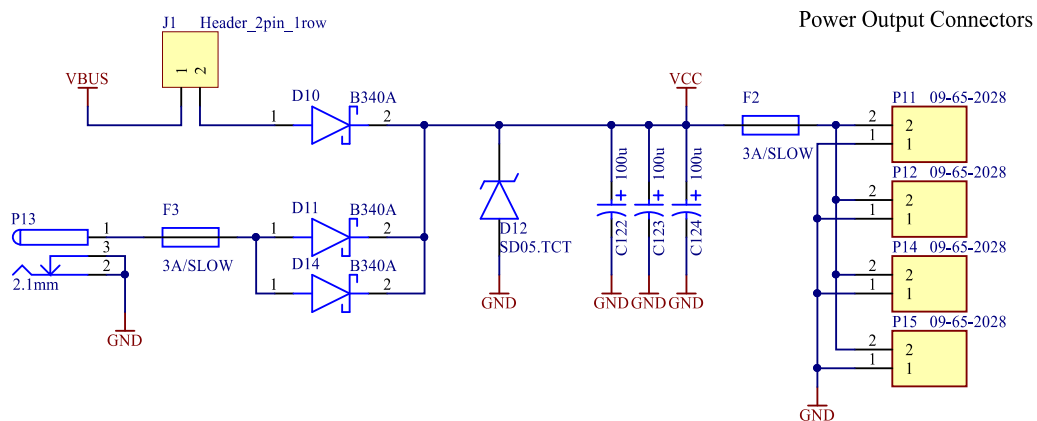 Power Output Connectors
J1 Header_2pin_1row
1 2
VBUS
D10 B340A
1 2
VCC
F2
3A/SLOW
P11 09-65-2028
2 2
1 1
P12 09-65-2028
2 2
1 1
P14 09-65-2028
2 2
1 1
P15 09-65-2028
2 2
1 1
GND
P13
1
3
2
2.1mm
GND
F3
3A/SLOW
D11 B340A
1 2
D14 B340A
1 2
D12
SD05.TCT
GND
C122 100u
C123 100u
C124 100u
+ + +
GND GND GND